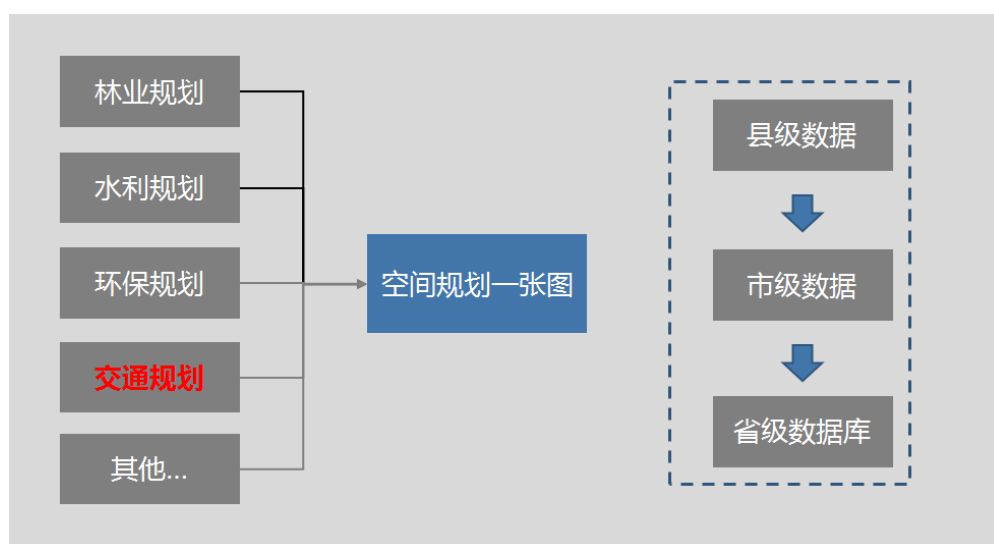 林业规划
水利规划
环保规划
交通规划
其他...
空间规划一张图
县级数据
市级数据
省级数据库